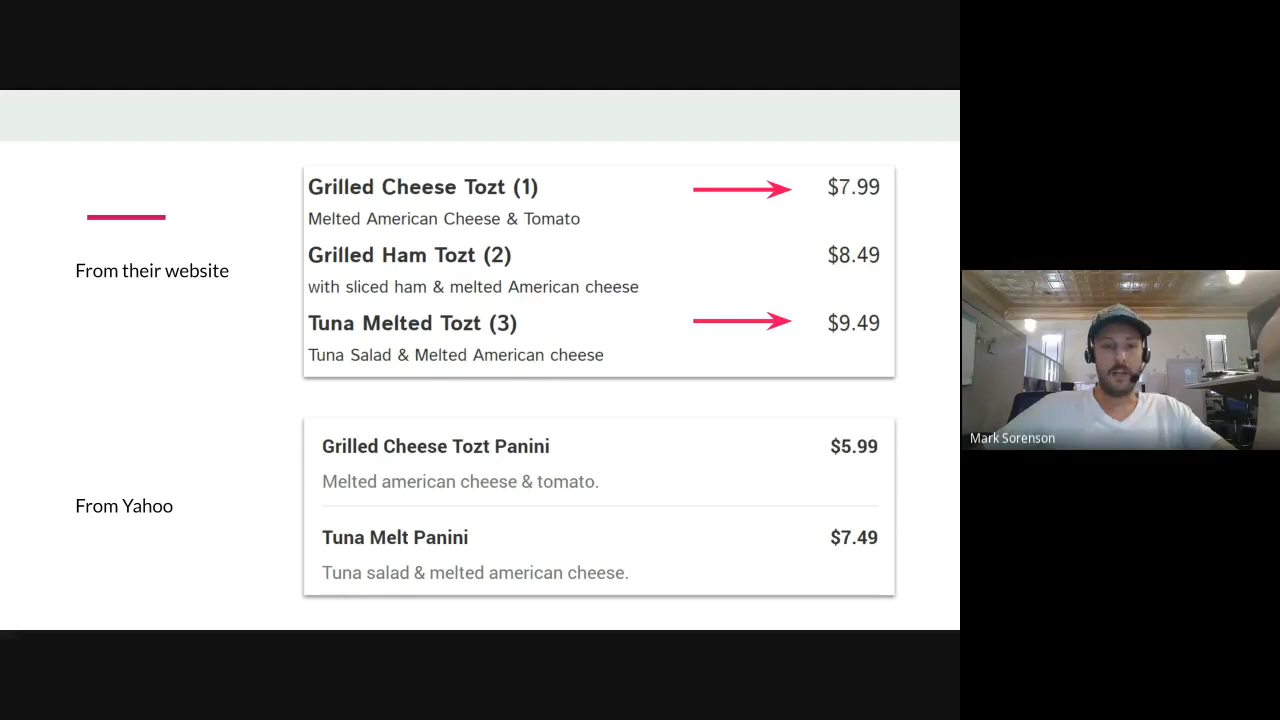 Grilled Cheese Tozt (1) $7.99
Melted American Cheese & Tomato
From their website
Grilled Ham Tozt (2) $8.49
with sliced ham & melted American cheese
Tuna Melted Tozt (3) $9.49
Tuna Salad & Melted American cheese
Grilled Cheese Tozt Panini $5.99
Melted american cheese & tomato.
From Yahoo
Tuna Melt Panini $7.49
Tuna salad & melted american cheese.
Mark Sorenson